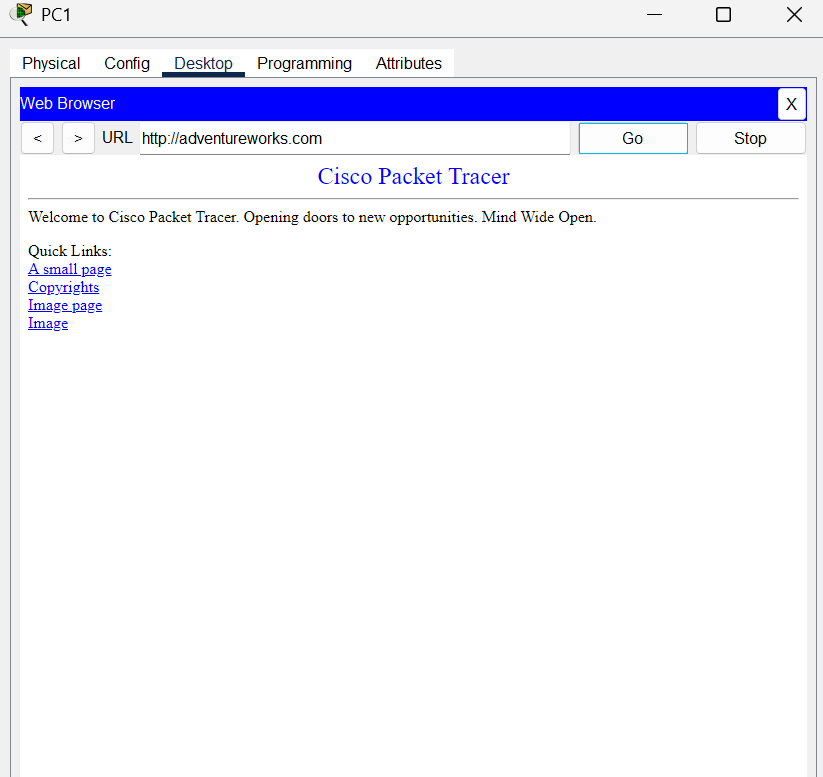 PC1
Physical Config Desktop Programming Attributes
Web Browser X
< > URL http://adventureworks.com Go Stop
Cisco Packet Tracer
Welcome to Cisco Packet Tracer. Opening doors to new opportunities. Mind Wide Open.
Quick Links:
A small page
Copyrights
Image page
Image